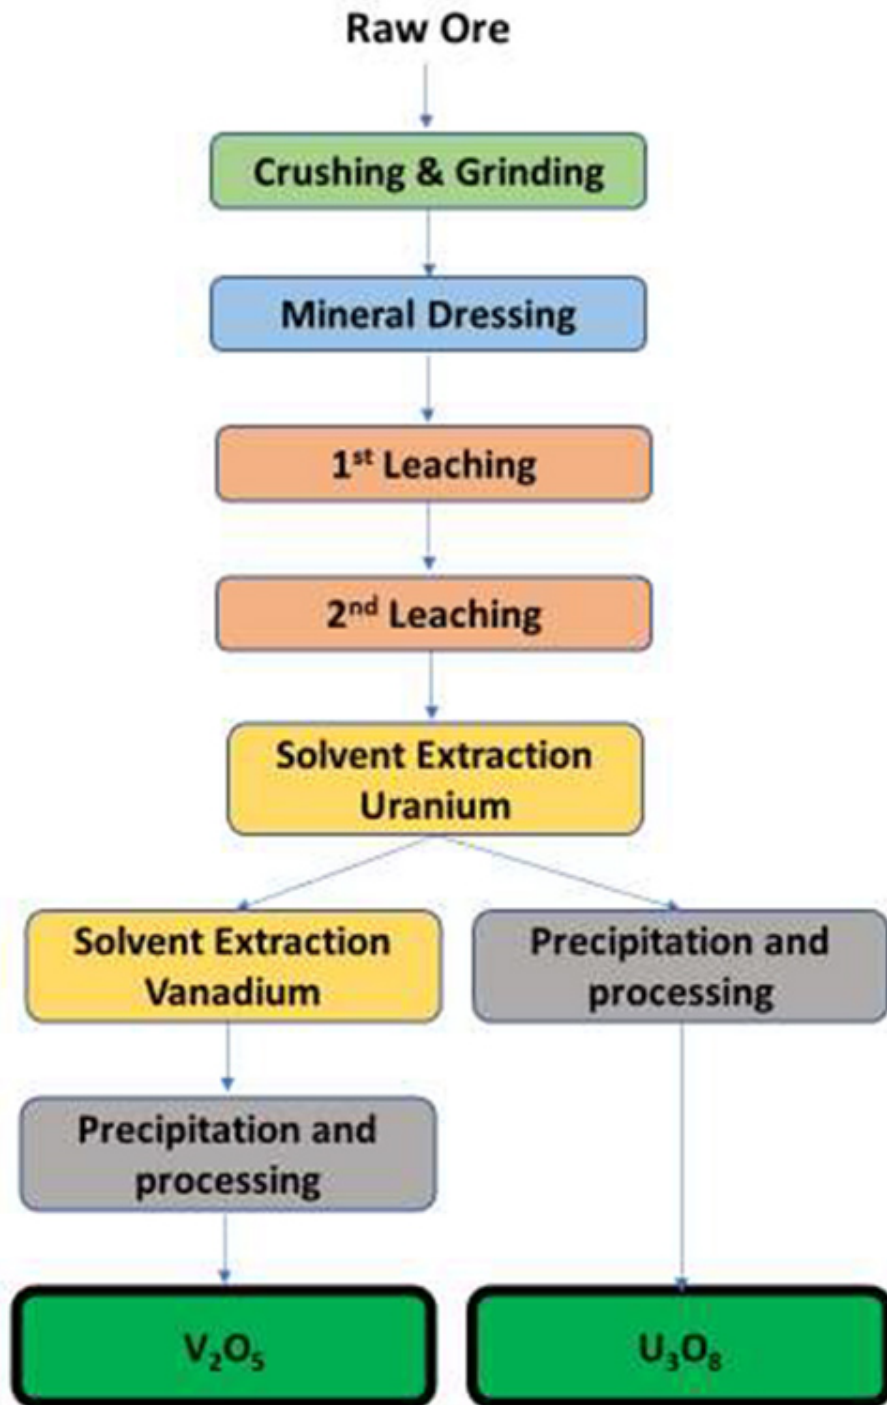 Raw Ore
Crushing & Grinding
Mineral Dressing
1st Leaching
2nd Leaching
Solvent Extraction
Uranium
Solvent Extraction
Vanadium
Precipitation and
processing
Precipitation and
processing
V₂O₅
U₃O₈